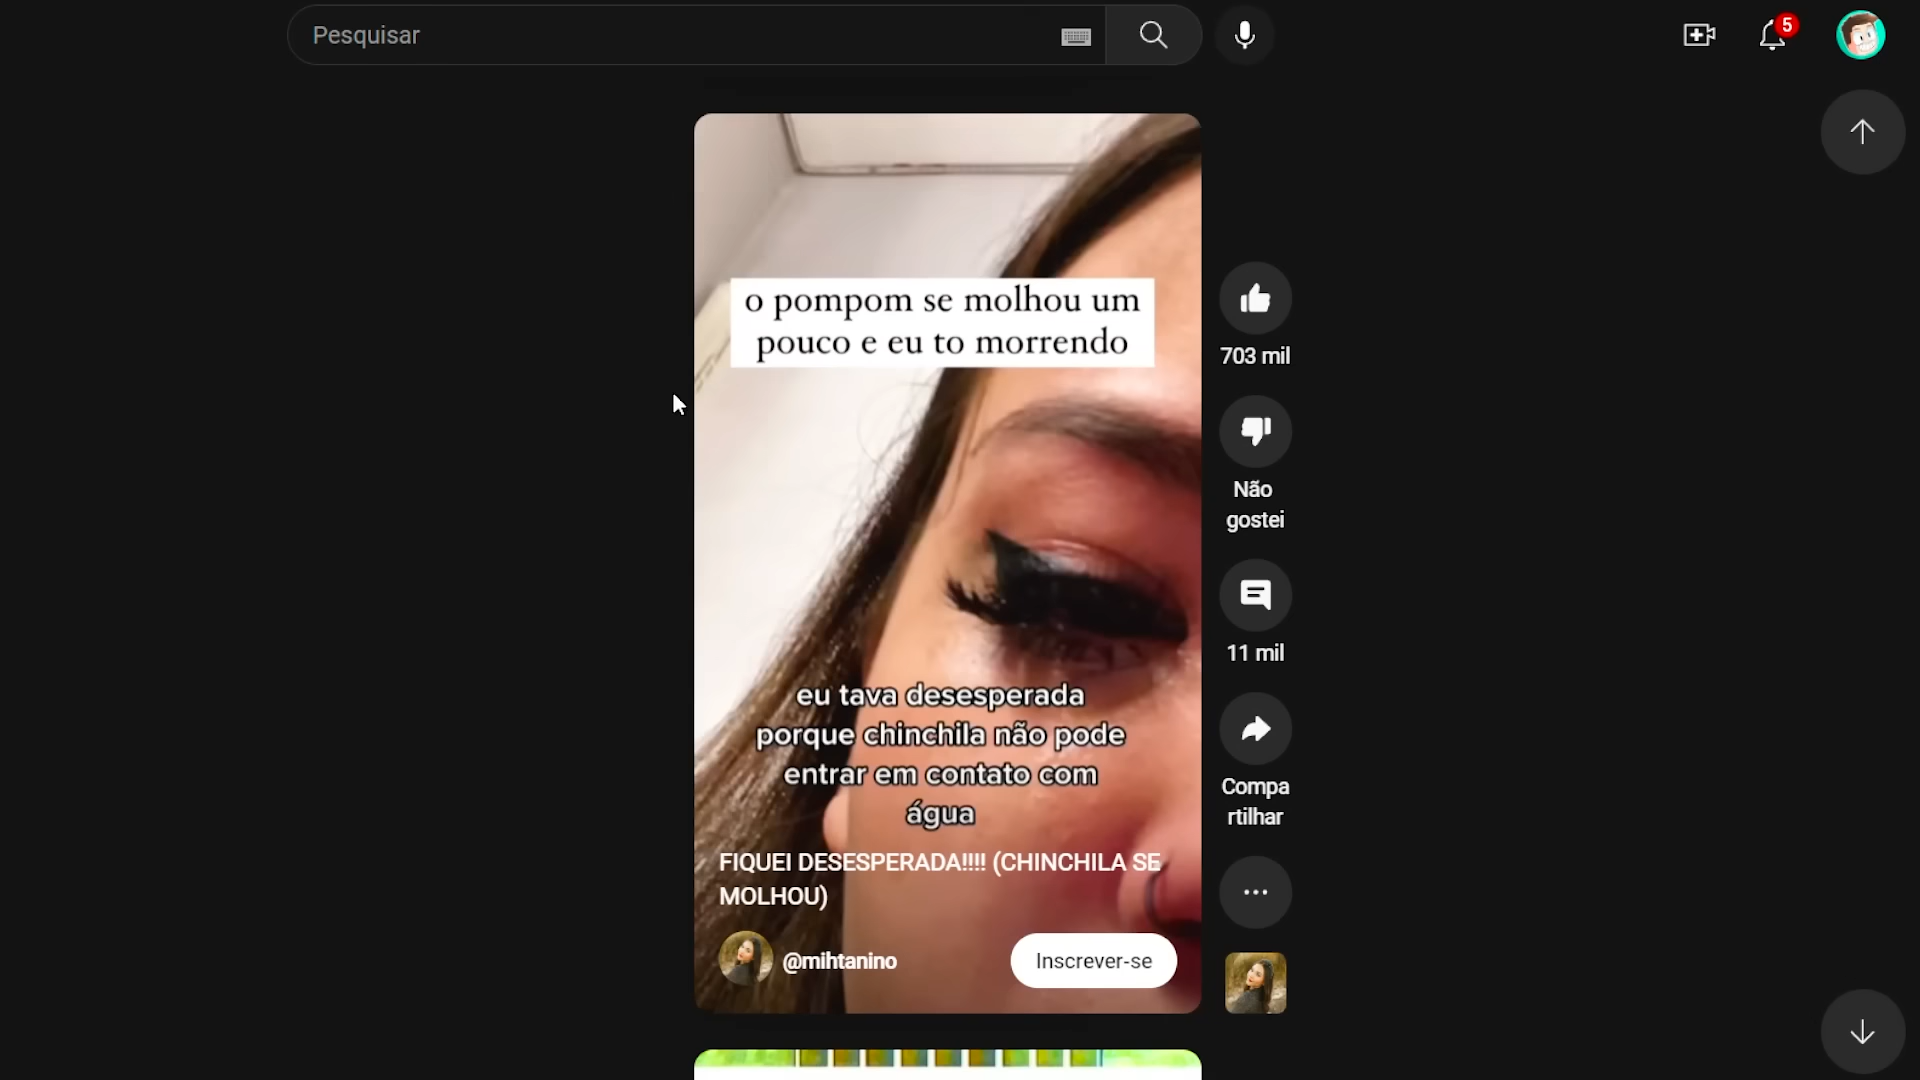 Pesquisar
5
o pompom se molhou um
pouco e eu to morrendo
703 mil
Não
gostei
11 mil
eu tava desesperada
porque chinchila não pode
entrar em contato com
água
Compa
rtilhar
FIQUEI DESESPERADA!!!! (CHINCHILA SE
MOLHOU)
@mihtanino
Inscrever-se